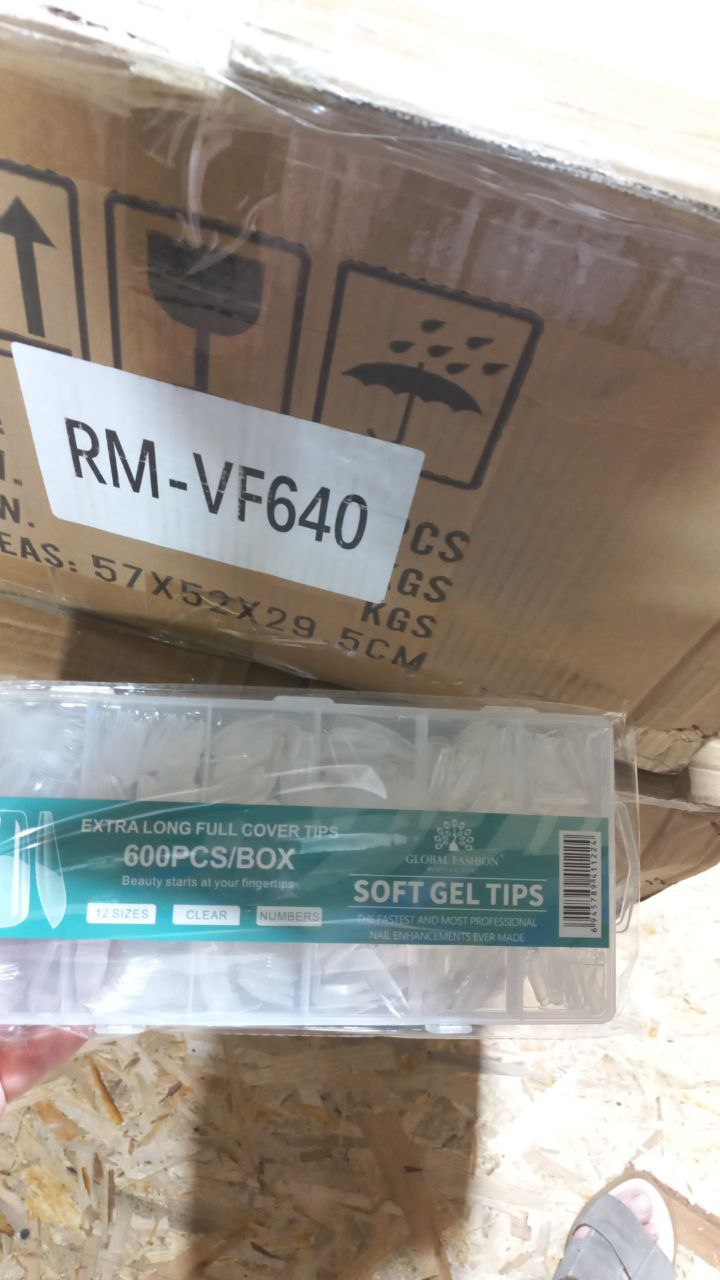 RM-VF640
PCS
KGS
N.
KGS
EAS: 57X52X29.5CM
EXTRA LONG FULL COVER TIPS
600PCS/BOX
Beauty starts at your fingertips
12 SIZES
CLEAR
NUMBERS
GLOBAL FASHION
SOFT GEL TIPS
THE FASTEST AND MOST PROFESSIONAL
NAIL ENHANCEMENTS EVER MADE
6945789411224